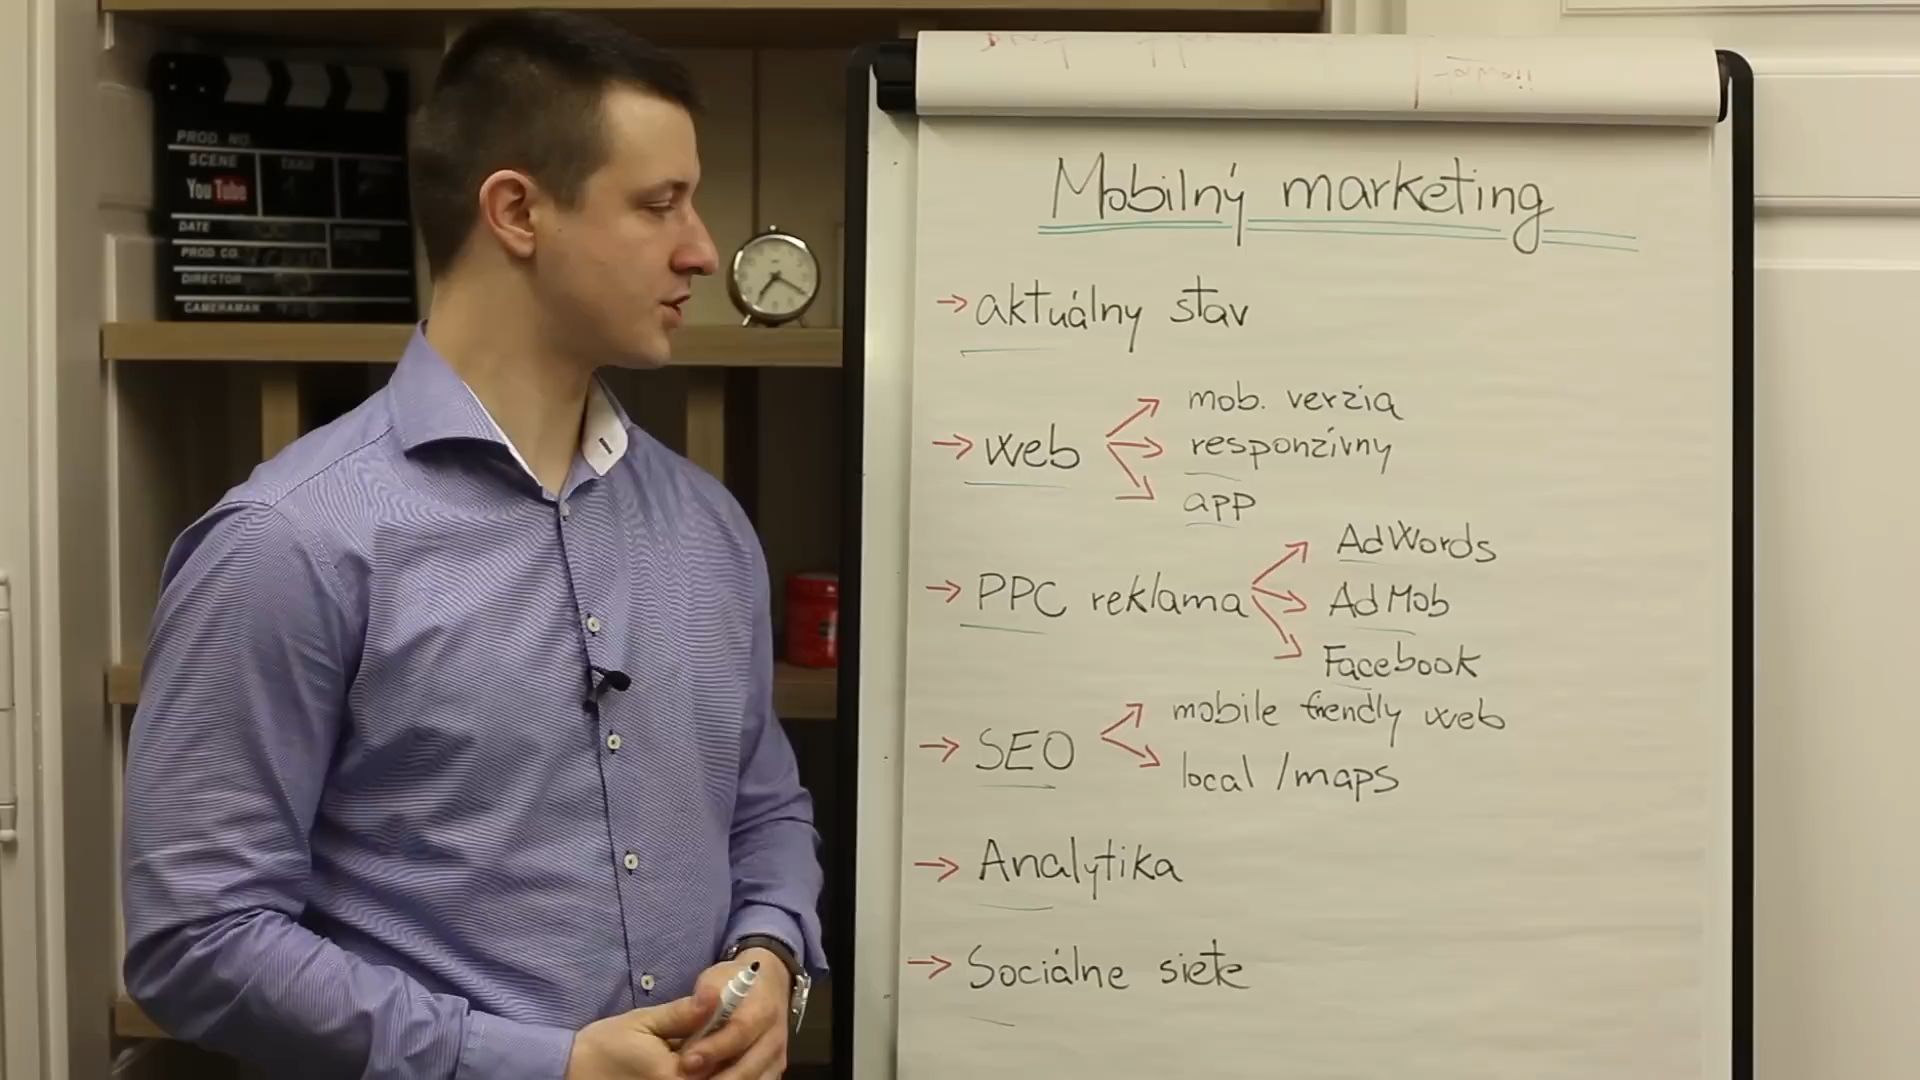 PROD. NO.
SCENE
TAKE
YouTube
DATE
PROD CO.
DIRECTOR
CAMERAMAN
Mobilný marketing
→ aktuálny stav
→ web
→ mob. verzia
→ responzívny
→ app
→ PPC reklama
→ AdWords
→ AdMob
→ Facebook
→ SEO
→ mobile friendly web
→ local /maps
→ Analytika
→ Sociálne siete